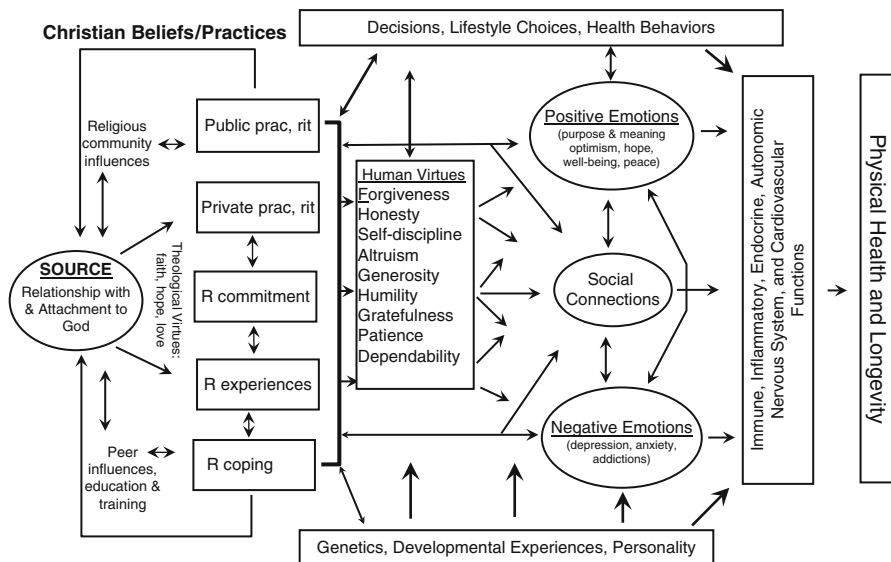 Christian Beliefs/Practices
Decisions, Lifestyle Choices, Health Behaviors
Religious
community
influences
Public prac, rit
Private prac, rit
R commitment
R experiences
R coping
Theological Virtues:
faith, hope, love
SOURCE
Relationship with
& Attachment to
God
Peer
influences,
education &
training
Human Virtues
Forgiveness
Honesty
Self-discipline
Altruism
Generosity
Humility
Gratefulness
Patience
Dependability
Positive Emotions
(purpose & meaning
optimism, hope,
well-being, peace)
Social
Connections
Negative Emotions
(depression, anxiety,
addictions)
Genetics, Developmental Experiences, Personality
Immune, Inflammatory, Endocrine, Autonomic
Nervous System, and Cardiovascular
Functions
Physical Health and Longevity